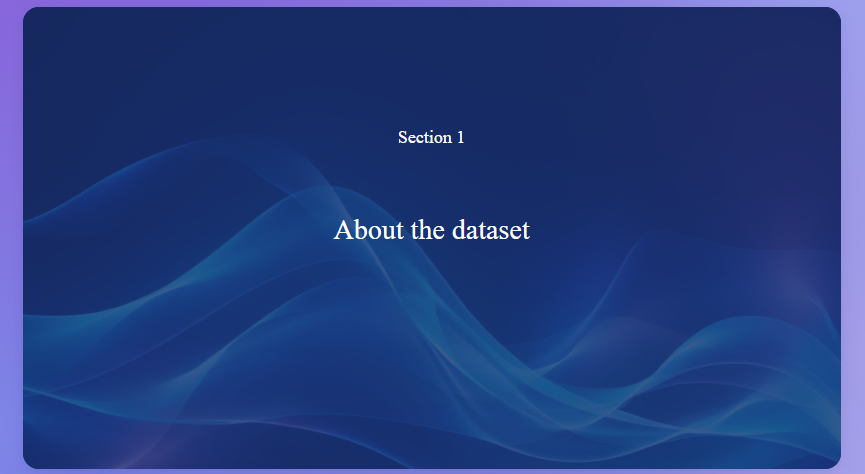 Section 1
About the dataset